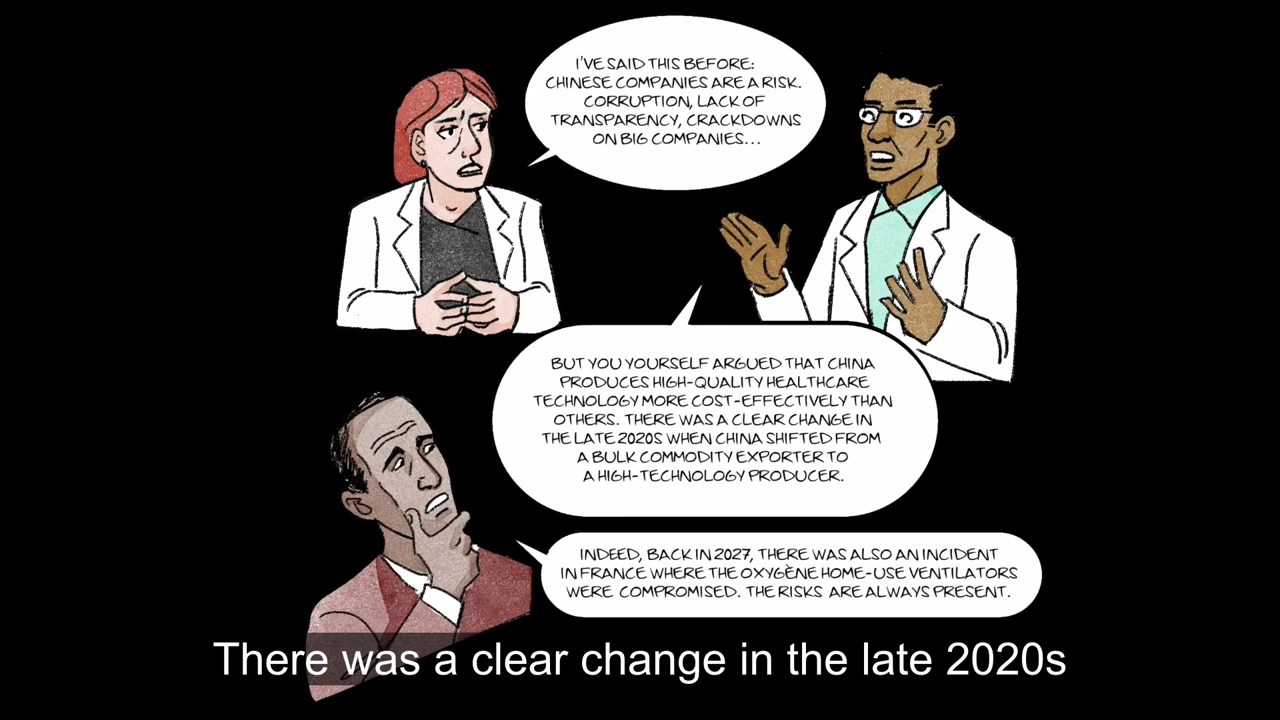 I'VE SAID THIS BEFORE:
CHINESE COMPANIES ARE A RISK.
CORRUPTION, LACK OF
TRANSPARENCY, CRACKDOWNS
ON BIG COMPANIES...
BUT YOU YOURSELF ARGUED THAT CHINA
PRODUCES HIGH-QUALITY HEALTHCARE
TECHNOLOGY MORE COST-EFFECTIVELY THAN
OTHERS. THERE WAS A CLEAR CHANGE IN
THE LATE 2020S WHEN CHINA SHIFTED FROM
A BULK COMMODITY EXPORTER TO
A HIGH-TECHNOLOGY PRODUCER.
INDEED, BACK IN 2027, THERE WAS ALSO AN INCIDENT
IN FRANCE WHERE THE OXYGÈNE HOME-USE VENTILATORS
WERE COMPROMISED. THE RISKS ARE ALWAYS PRESENT.
There was a clear change in the late 2020s